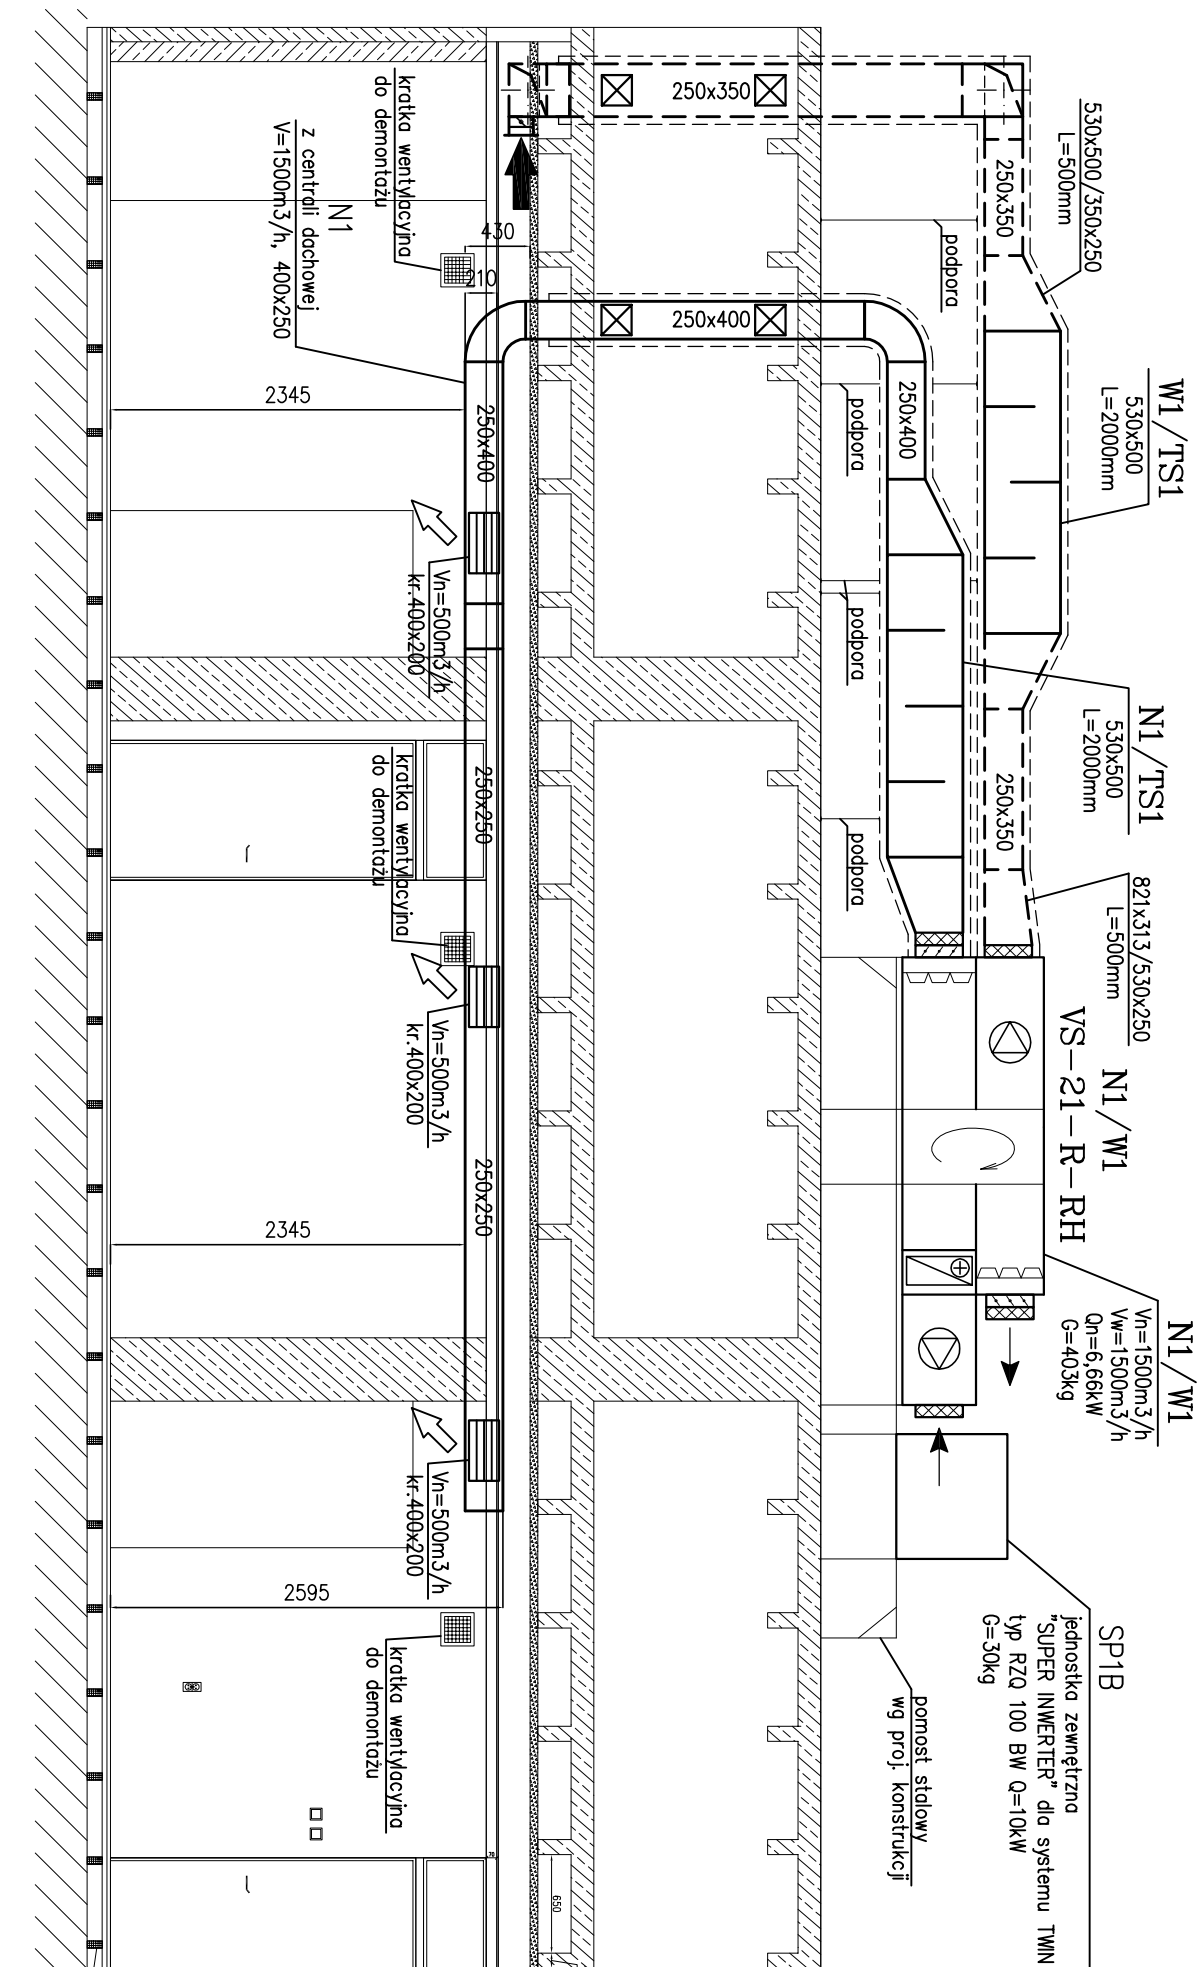 530x500/350x250
L=500mm
W1/TS1
530x500
L=2000mm
N1/TS1
530x500
L=2000mm
821x313/530x250
L=500mm
N1/W1
VS-21-R-RH
N1/W1
Vn=1500m3/h
Vw=1500m3/h
Qn=6,66kW
G=403kg
SP1B
jednostka zewnętrzna
"SUPER INWERTER" dla systemu TWIN
typ RZQ 100 BW Q=10kW
G=30kg
250x350
250x350
250x350
podpora
250x400
250x400
podpora
podpora
podpora
pomost stalowy
wg proj. konstrukcji
430
210
kratka wentylacyjna
do demontażu
N1
z centrali dachowej
V=1500m3/h, 400x250
2345
250x400
Vn=500m3/h
kr.400x200
250x250
kratka wentylacyjna
do demontażu
Vn=500m3/h
kr.400x200
250x250
2345
Vn=500m3/h
kr.400x200
2595
kratka wentylacyjna
do demontażu
70
650